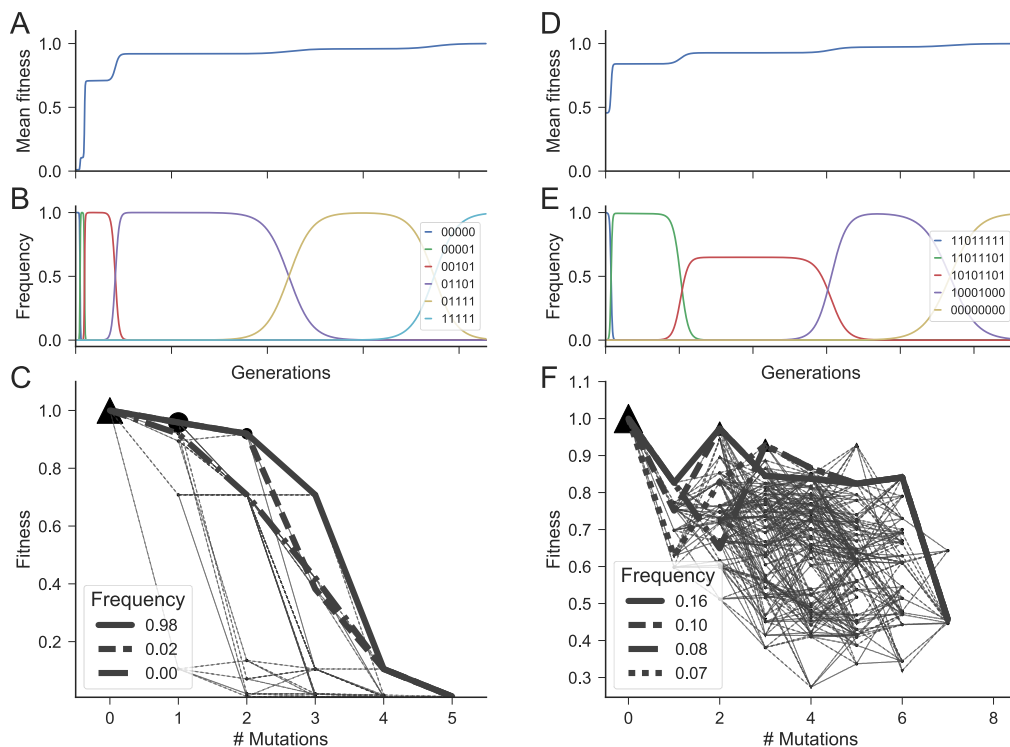 A
Mean fitness
1.0
0.5
0.0
B
Frequency
1.0
0.5
0.0
00000
00001
00101
01101
01111
11111
Generations
C
Fitness
1.0
0.8
0.6
0.4
0.2
Frequency
0.98
0.02
0.00
0 1 2 3 4 5
# Mutations
D
Mean fitness
1.0
0.5
0.0
E
Frequency
1.0
0.5
0.0
11011111
11011101
10101101
10001000
00000000
Generations
F
Fitness
1.1
1.0
0.9
0.8
0.7
0.6
0.5
0.4
0.3
Frequency
0.16
0.10
0.08
0.07
0 2 4 6 8
# Mutations